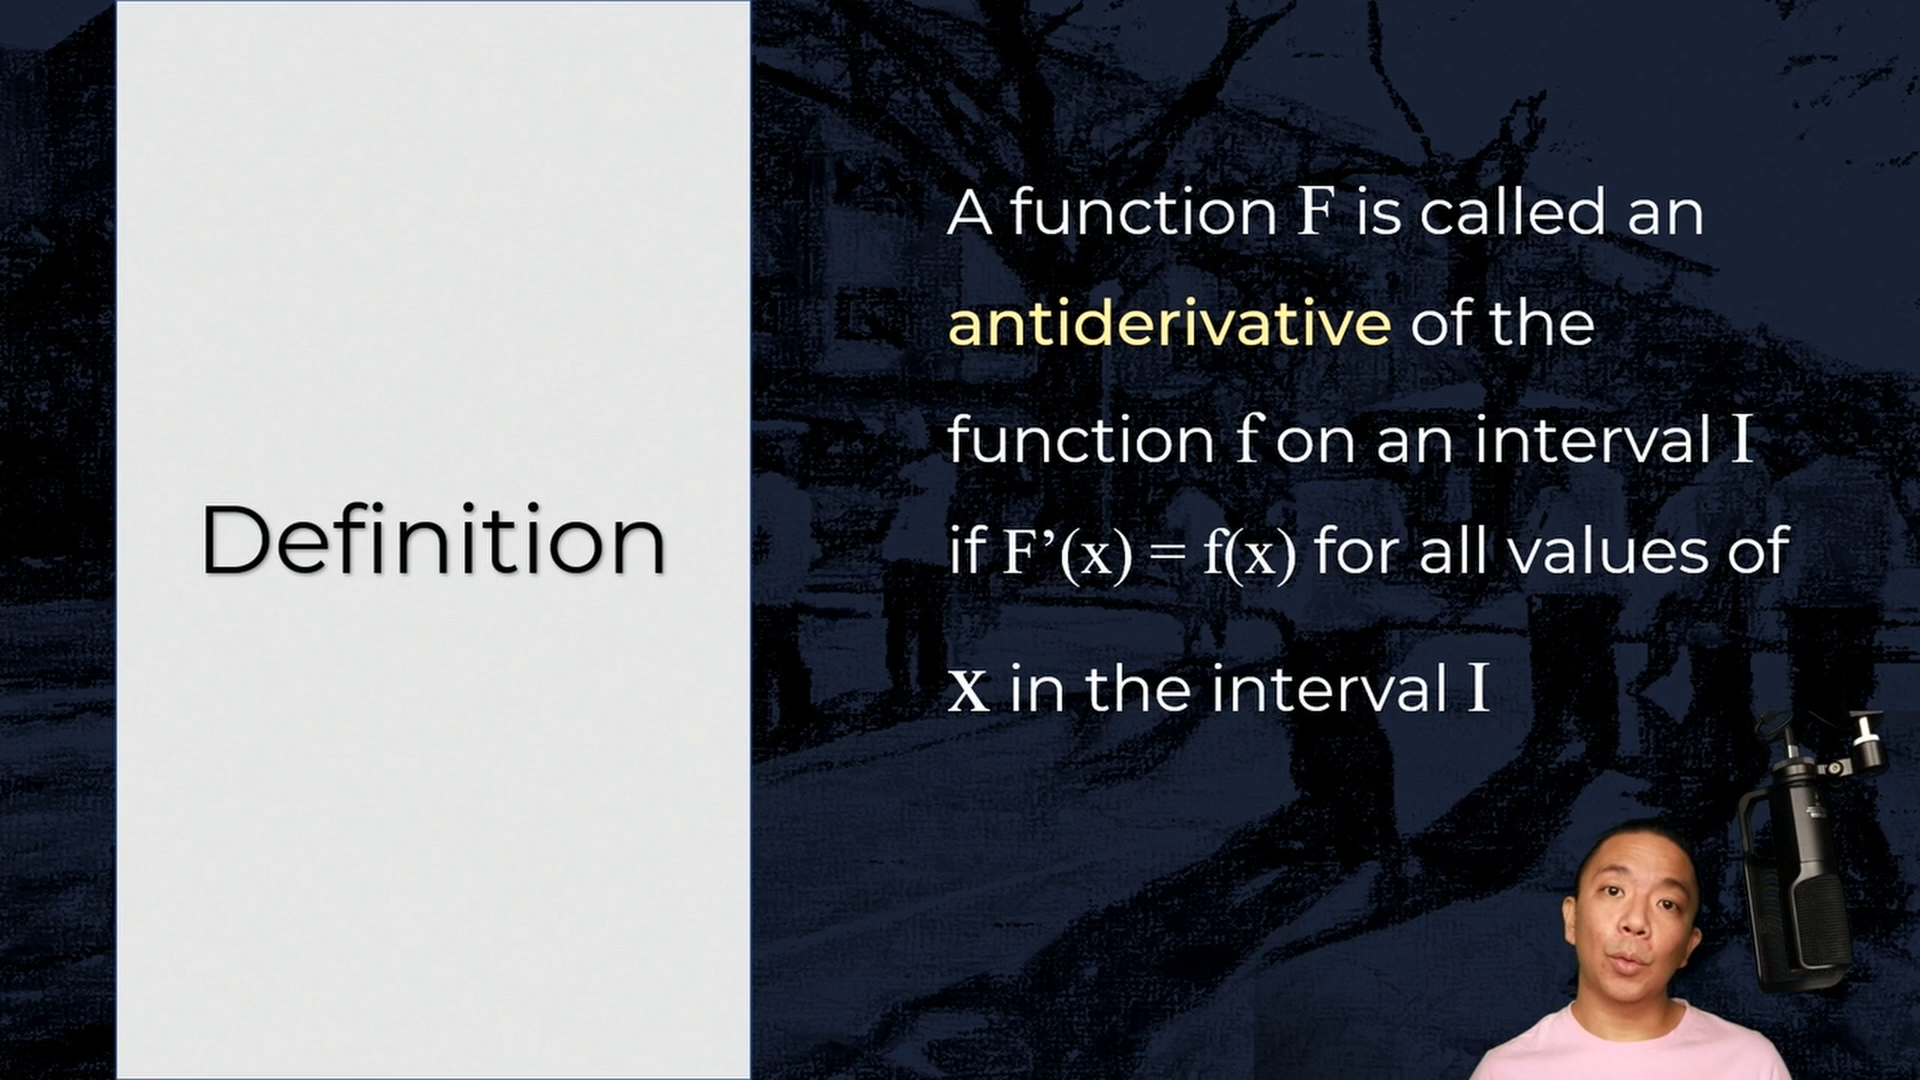 Definition
A function F is called an
antiderivative of the
function f on an interval I
if F’(x) = f(x) for all values of
x in the interval I